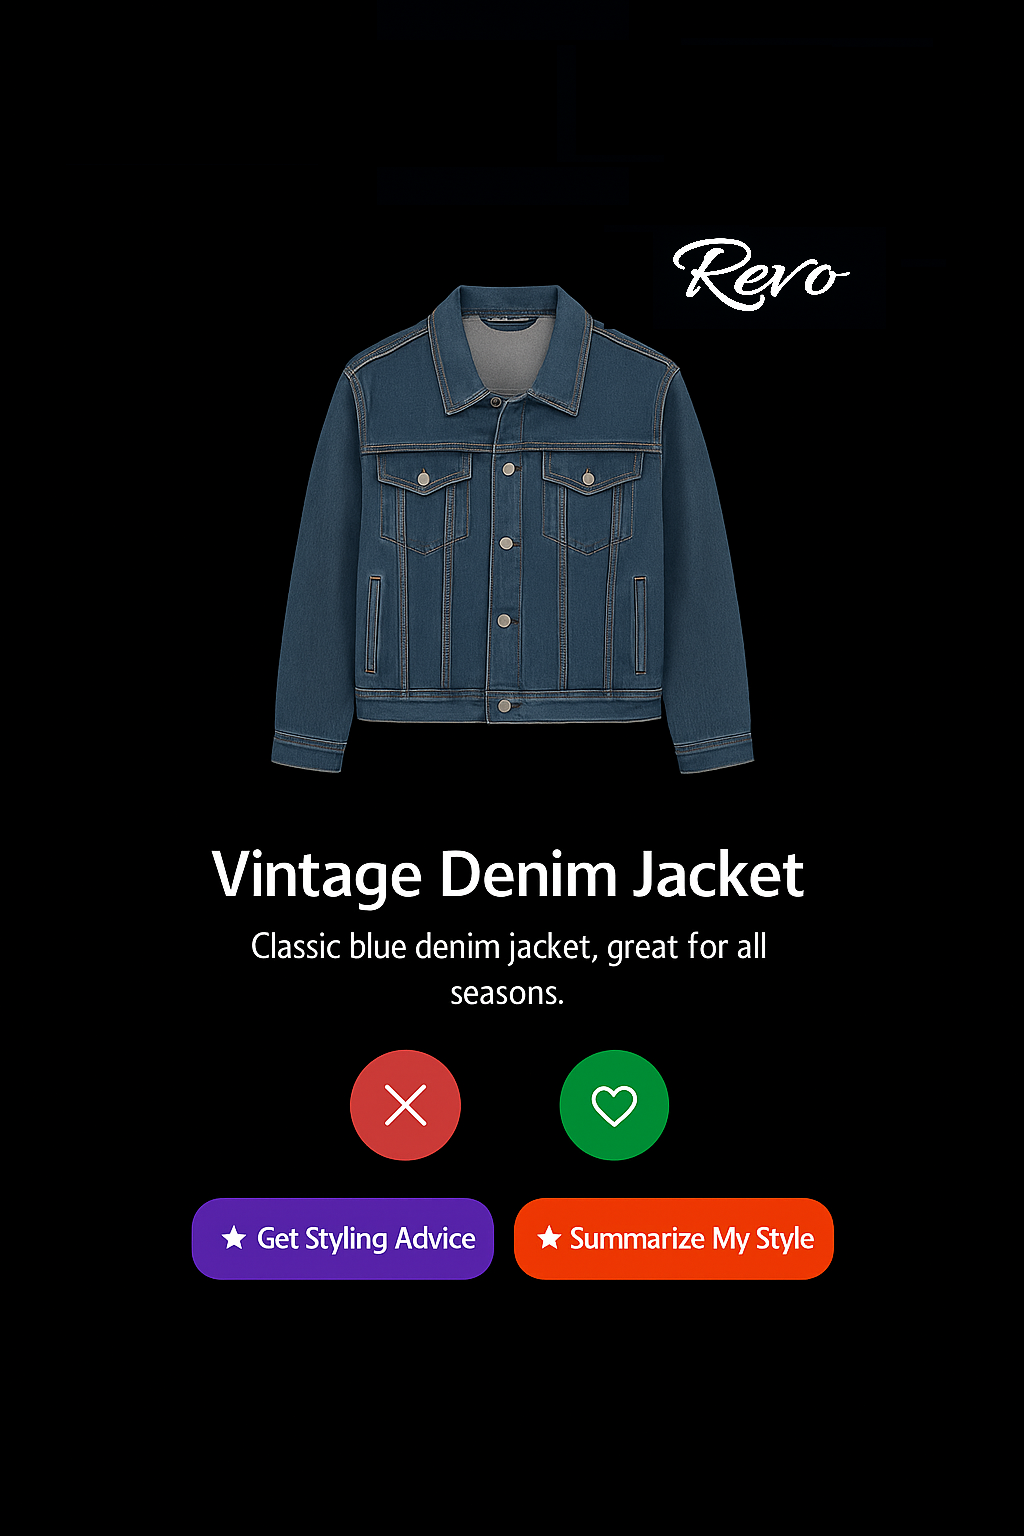 Revo
Vintage Denim Jacket
Classic blue denim jacket, great for all
seasons.
Get Styling Advice
Summarize My Style